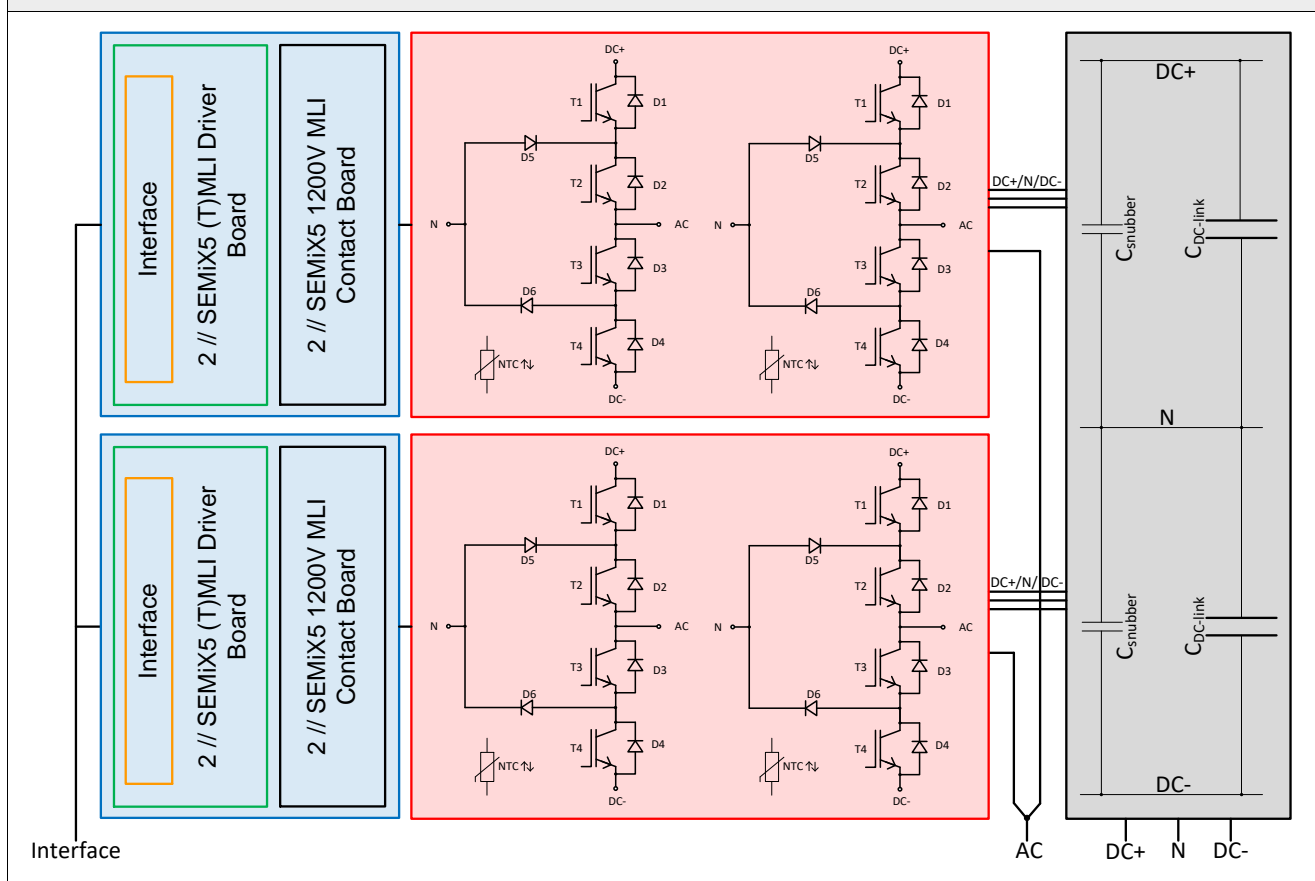 Interface
2 // SEMiX5 (T)MLI Driver
Board
2 // SEMiX5 1200V MLI
Contact Board
DC+
T1
D1
D5
T2
D2
N
AC
T3
D3
D6
T4
D4
NTC
DC-
DC+
T1
D1
D5
T2
D2
N
AC
T3
D3
D6
T4
D4
NTC
DC-
DC+/N/DC-
DC+
Csnubber
CDC-link
N
Interface
2 // SEMiX5 (T)MLI Driver
Board
2 // SEMiX5 1200V MLI
Contact Board
DC+
T1
D1
D5
T2
D2
N
AC
T3
D3
D6
T4
D4
NTC
DC-
DC+
T1
D1
D5
T2
D2
N
AC
T3
D3
D6
T4
D4
NTC
DC-
DC+/N/DC-
Csnubber
CDC-link
DC-
Interface
AC
DC+ N DC-